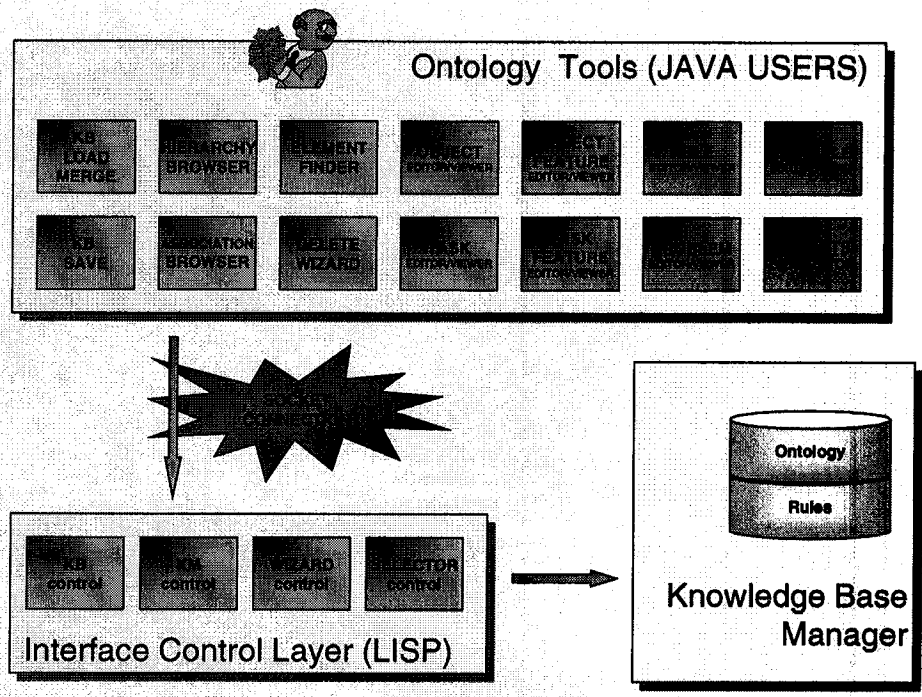 Ontology Tools (JAVA USERS)
KB
LOAD
MERGE
HIERARCHY
BROWSER
ELEMENT
FINDER
OBJECT
EDITOR/VIEWER
OBJECT
FEATURE
EDITOR/VIEWER
KB
SAVE
ASSOCIATION
BROWSER
DELETE
WIZARD
TASK
EDITOR/VIEWER
TASK
FEATURE
EDITOR/VIEWER
SOCKET
CONNECTION
Ontology
Rules
KB
control
KM
control
WIZARD
control
SELECTOR
control
Interface Control Layer (LISP)
Knowledge Base
Manager